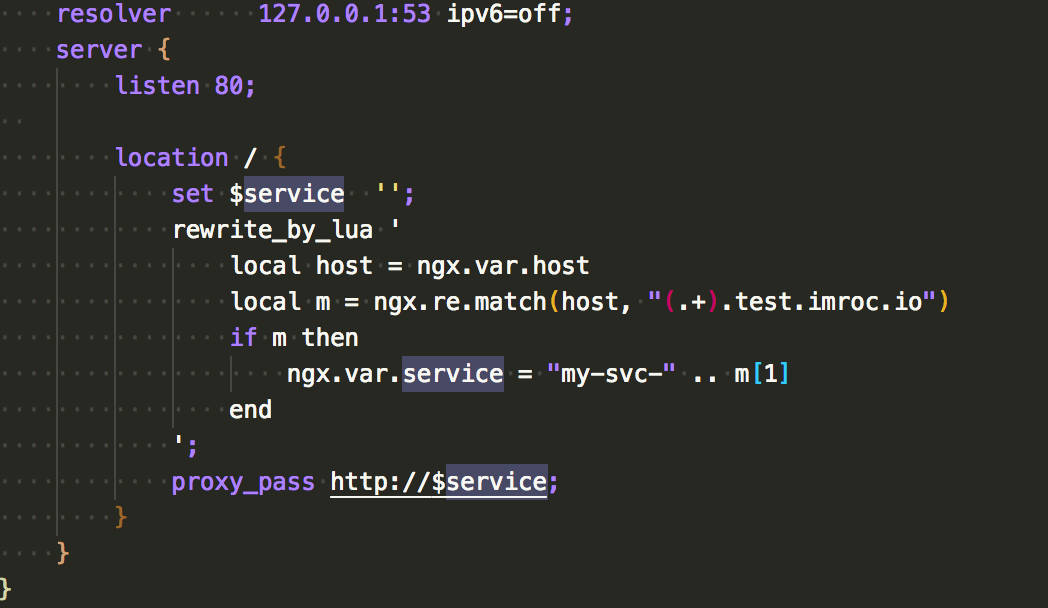 resolver      127.0.0.1:53 ipv6=off;
server {
listen 80;
location / {
set $service  '';
rewrite_by_lua '
local host = ngx.var.host
local m = ngx.re.match(host, "(.+).test.imroc.io")
if m then
ngx.var.service = "my-svc-" .. m[1]
end
';
proxy_pass http://$service;
}
}
}